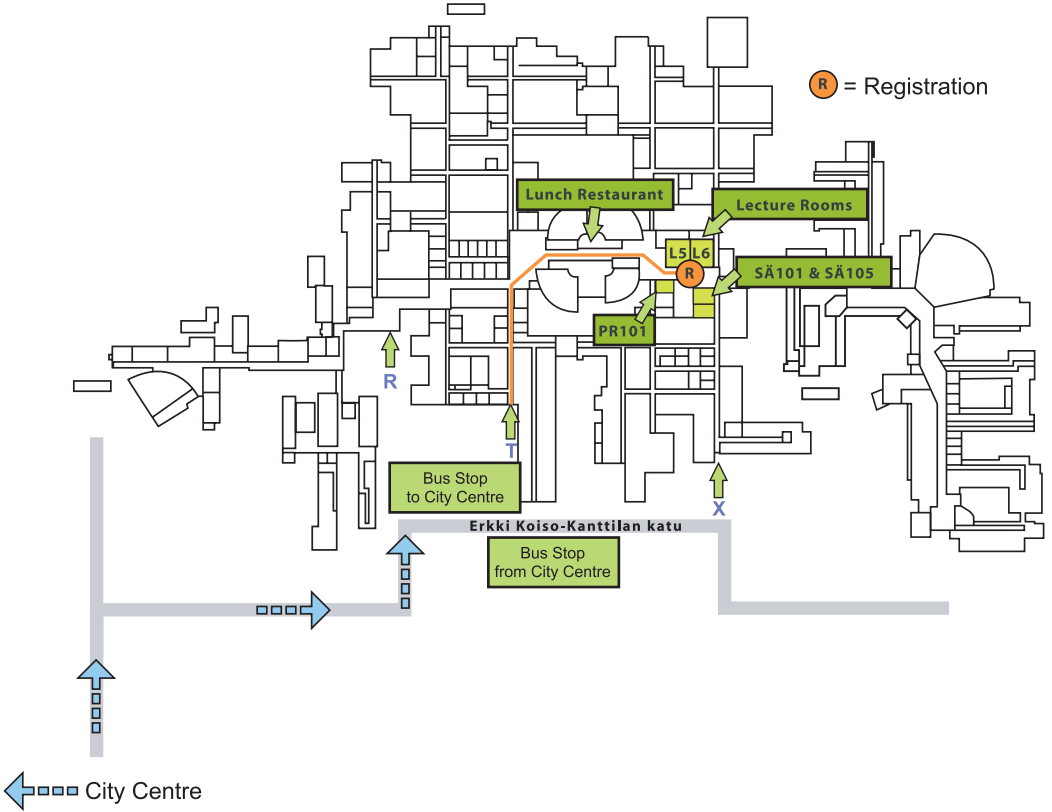 R = Registration
Lunch Restaurant
Lecture Rooms
L5 L6
R
SÄ101 & SÄ105
PR101
R
T
Bus Stop
to City Centre
X
Erkki Koiso-Kanttilan katu
Bus Stop
from City Centre
City Centre